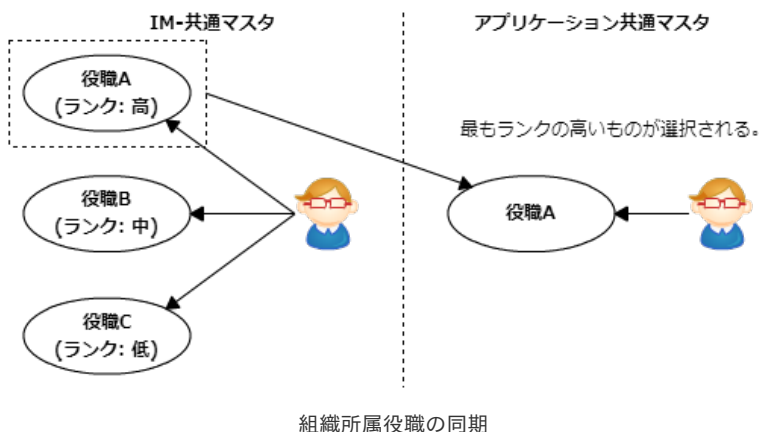 IM-共通マスタ
アプリケーション共通マスタ
役職A
(ランク: 高)
最もランクの高いものが選択される。
役職B
(ランク: 中)
役職A
役職C
(ランク: 低)
組織所属役職の同期